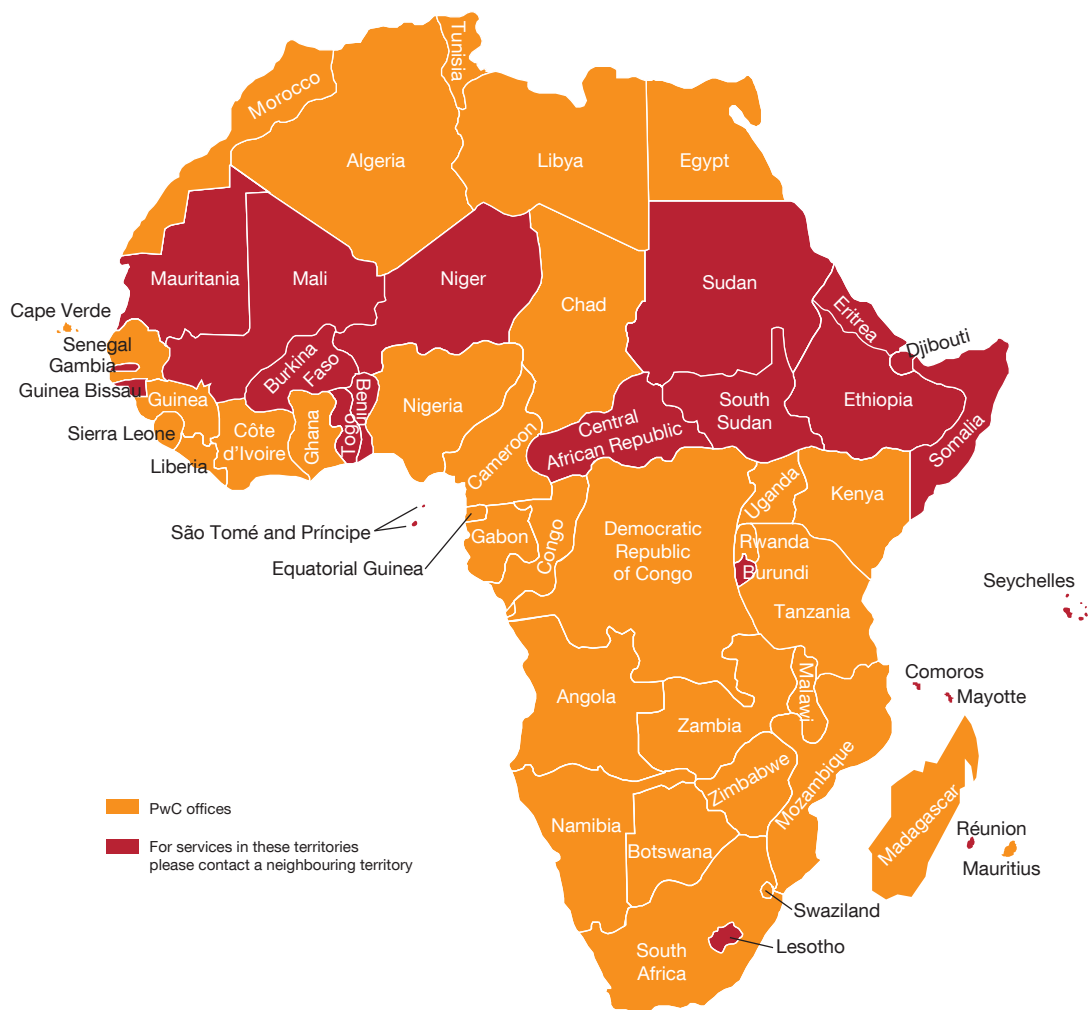 Tunisia
Morocco
Algeria
Libya
Egypt
Mauritania
Mali
Niger
Chad
Sudan
Eritrea
Djibouti
Cape Verde
Senegal
Gambia
Guinea Bissau
Guinea
Sierra Leone
Liberia
Côte
d'Ivoire
Burkina
Faso
Ghana
Togo
Benin
Nigeria
Cameroon
Central
African Republic
South
Sudan
Ethiopia
Somalia
São Tomé and Príncipe
Equatorial Guinea
Gabon
Congo
Democratic
Republic
of Congo
Uganda
Kenya
Rwanda
Burundi
Tanzania
Seychelles
Comoros
Mayotte
Angola
Zambia
Malawi
Mozambique
Zimbabwe
Namibia
Botswana
Madagascar
Réunion
Mauritius
Swaziland
Lesotho
South
Africa
PwC offices
For services in these territories
please contact a neighbouring territory